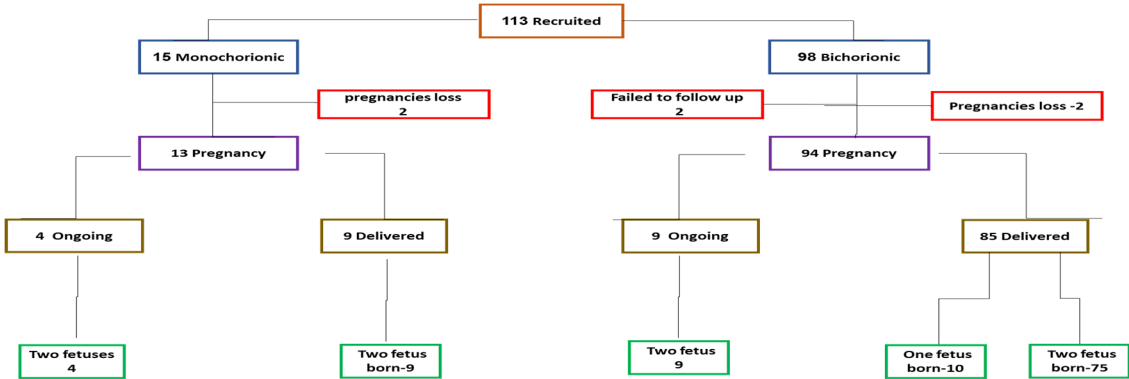 113 Recruited
15 Monochorionic
98 Bichorionic
pregnancies loss
2
Failed to follow up
2
Pregnancies loss -2
13 Pregnancy
94 Pregnancy
4 Ongoing
9 Delivered
9 Ongoing
85 Delivered
Two fetuses
4
Two fetus
born-9
Two fetus
9
One fetus
born-10
Two fetus
born-75